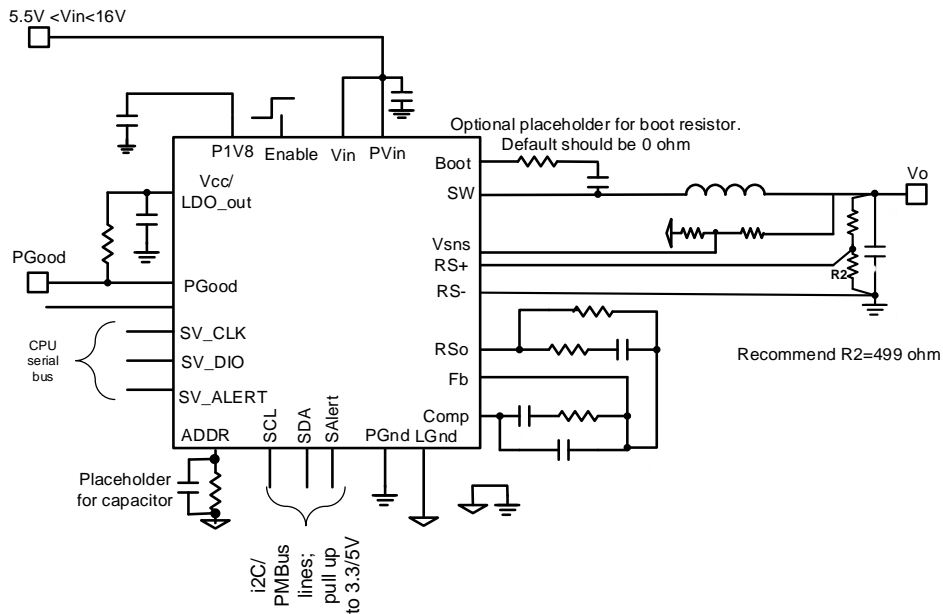 5.5V <Vin<16V
P1V8
Enable
Vin
PVin
Optional placeholder for boot resistor.
Default should be 0 ohm
Boot
SW
Vo
Vcc/
LDO_out
Vsns
RS+
RS-
R2
PGood
PGood
SV_CLK
SV_DIO
SV_ALERT
CPU
serial
bus
RSo
Fb
Comp
Recommend R2=499 ohm
ADDR
SCL
SDA
SAlert
PGnd
LGnd
Placeholder
for capacitor
i2C/
PMBus
lines;
pull up
to 3.3/5V